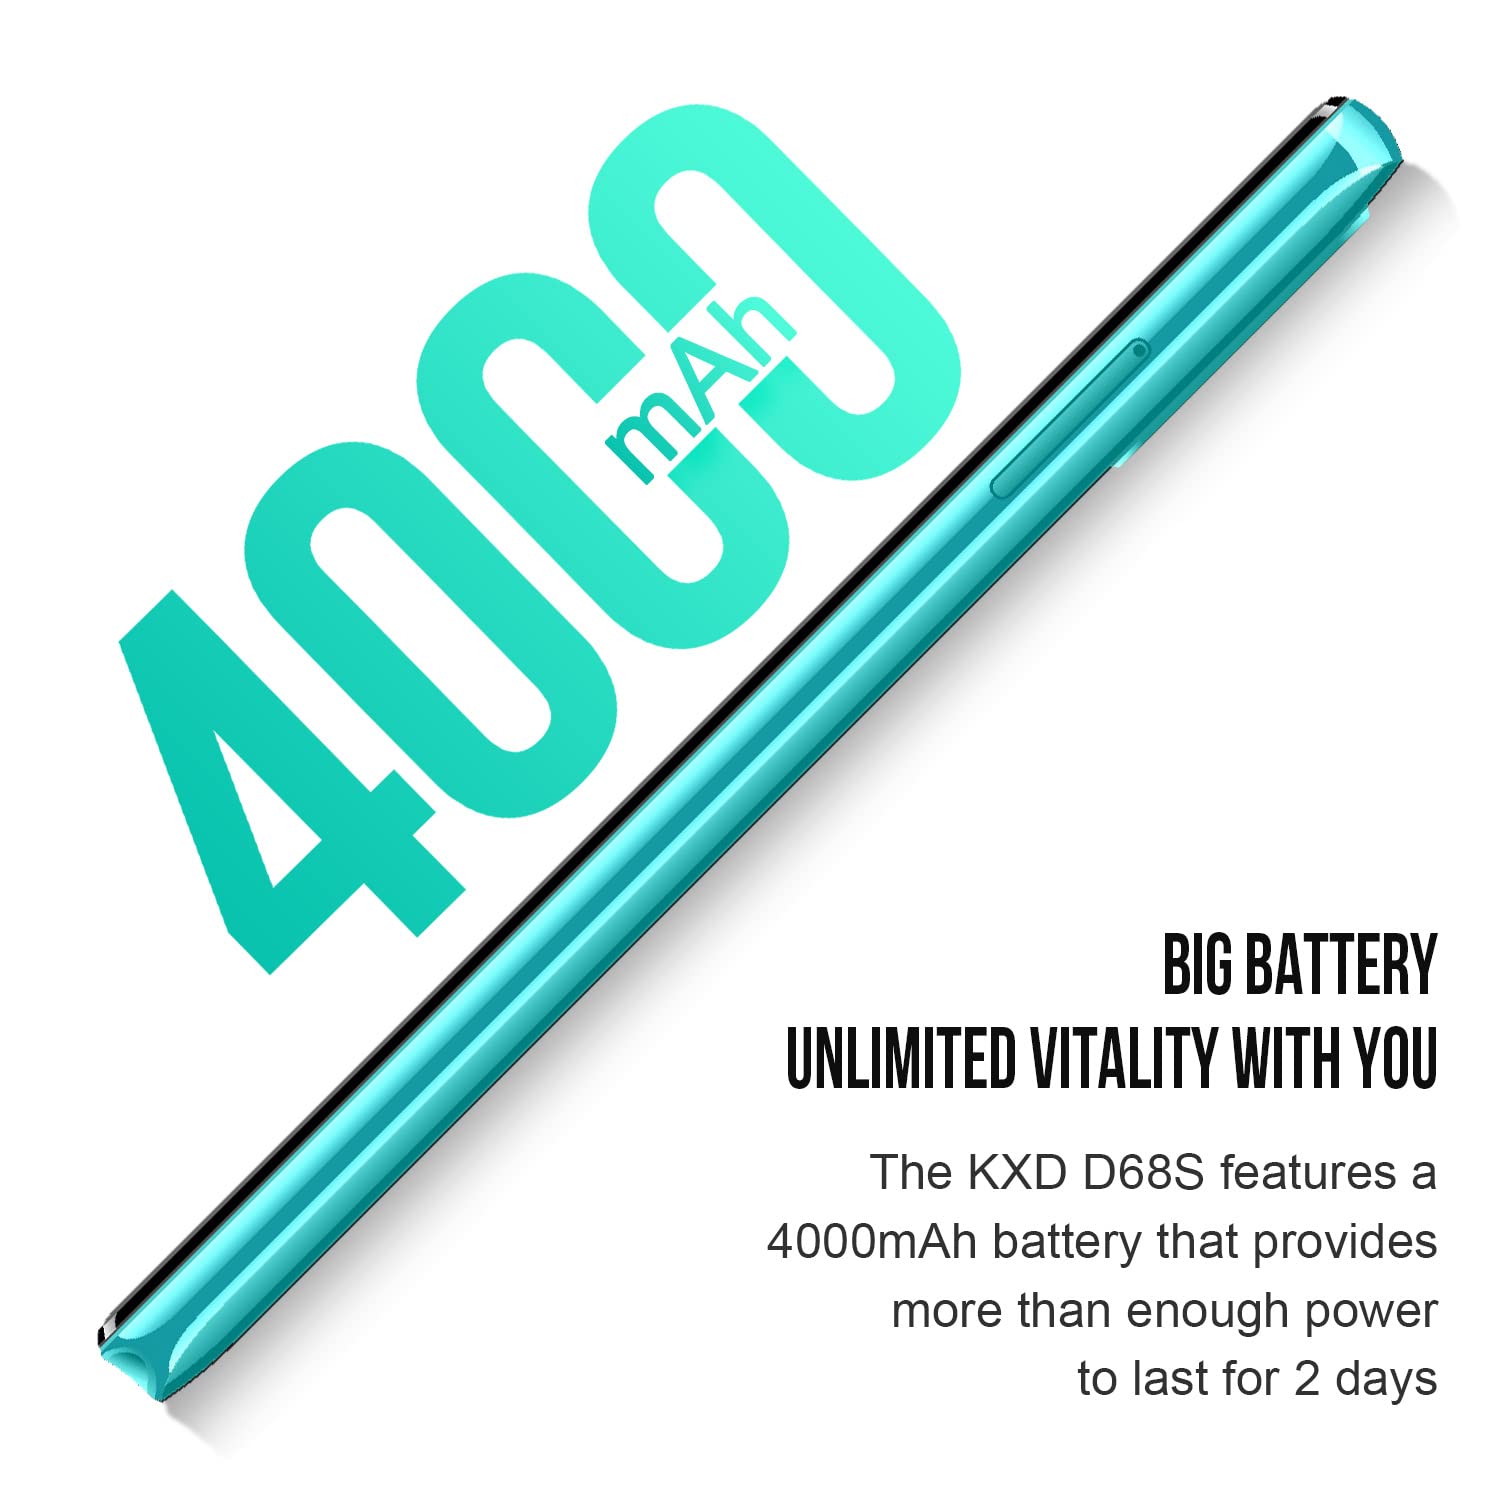 4000
mAh
BIG BATTERY
UNLIMITED VITALITY WITH YOU
The KXD D68S features a
4000mAh battery that provides
more than enough power
to last for 2 days